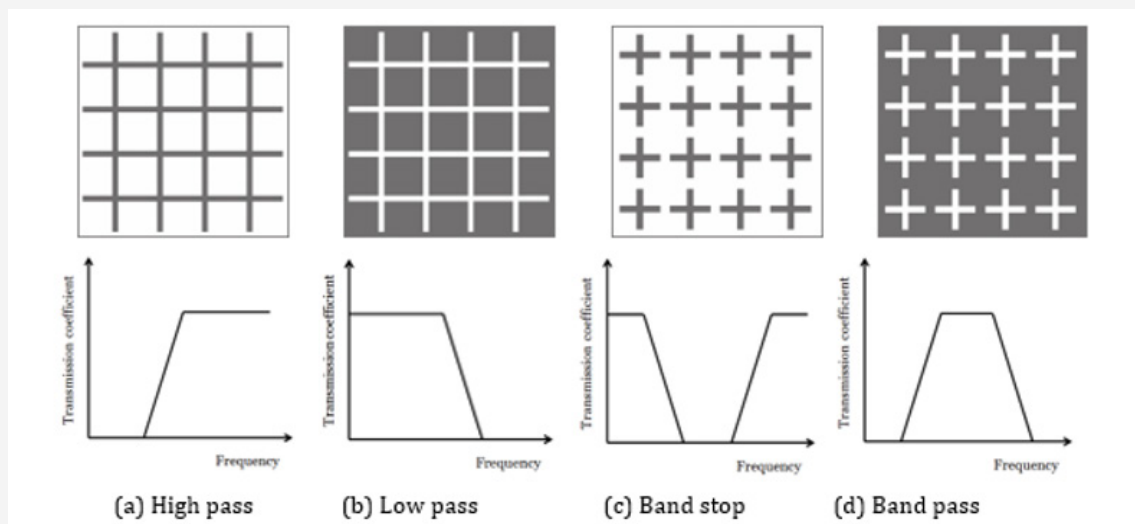 Transmission coefficient
Frequency
Transmission coefficient
Frequency
Transmission coefficient
Frequency
Transmission coefficient
Frequency
(a) High pass
(b) Low pass
(c) Band stop
(d) Band pass